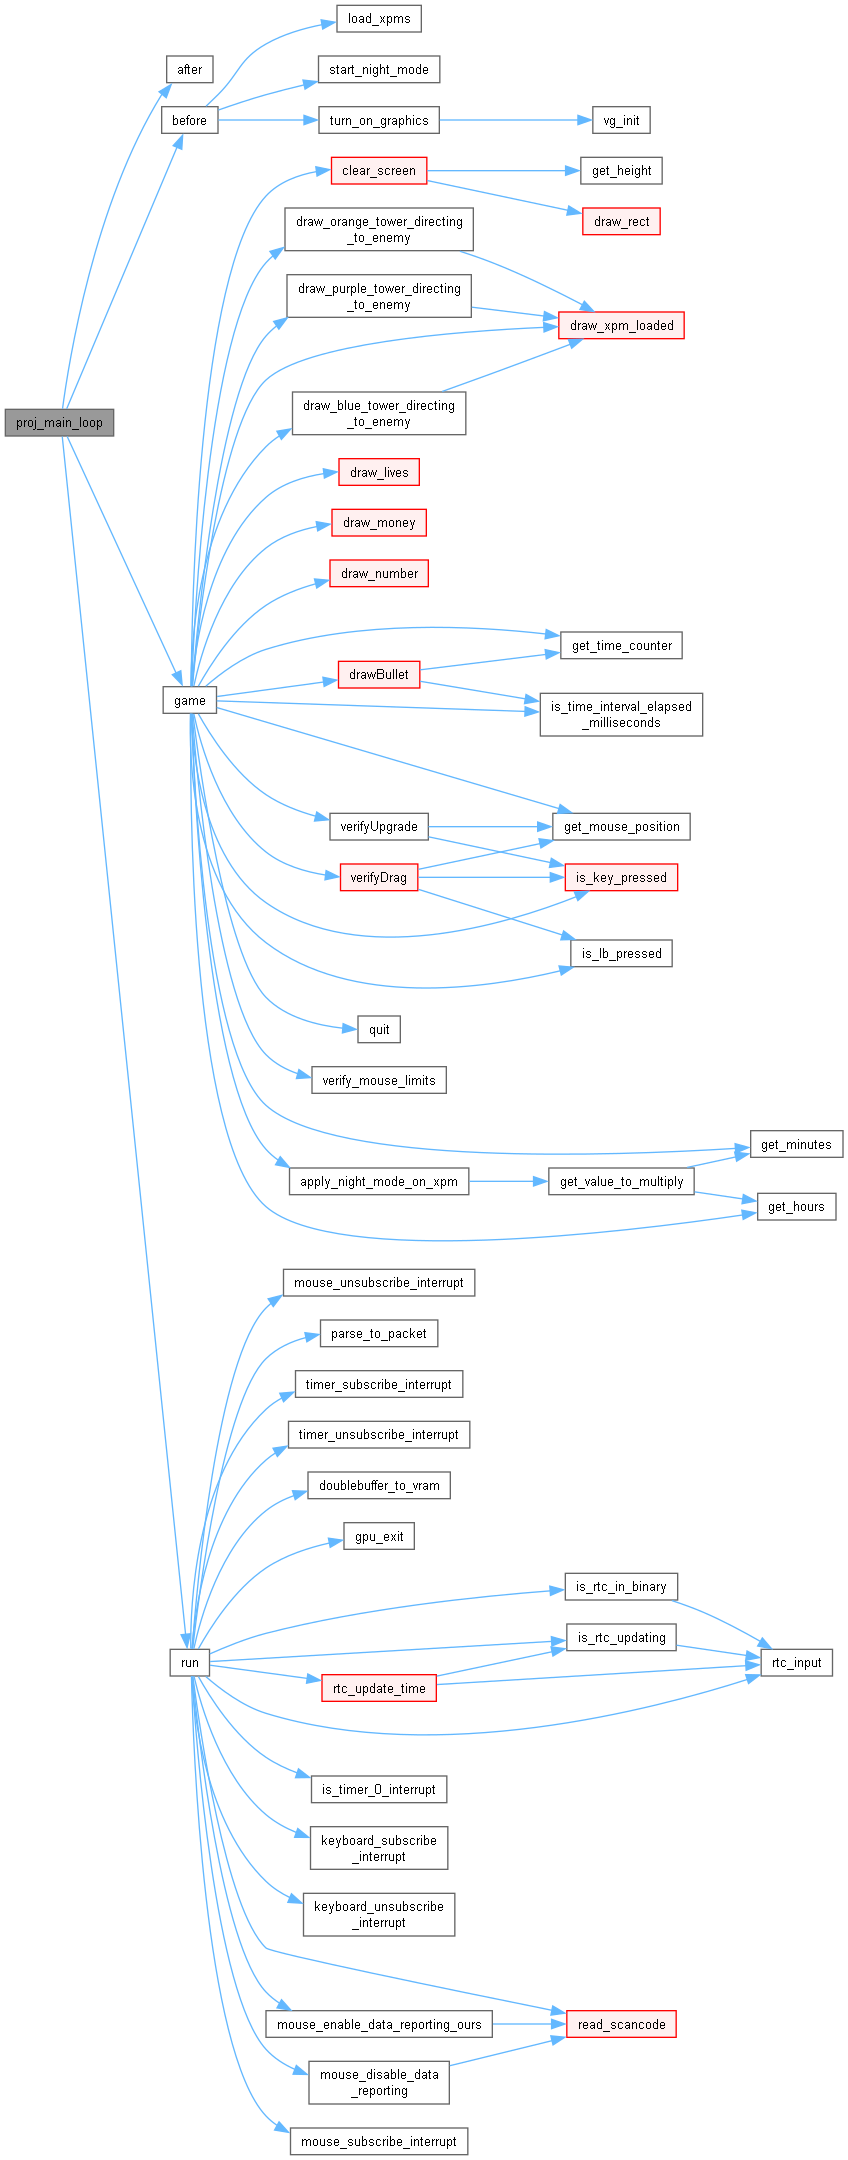 load_xpms
after
start_night_mode
before
turn_on_graphics
vg_init
clear_screen
get_height
draw_rect
draw_orange_tower_directing
_to_enemy
draw_purple_tower_directing
_to_enemy
draw_xpm_loaded
draw_blue_tower_directing
_to_enemy
proj_main_loop
draw_lives
draw_money
draw_number
get_time_counter
drawBullet
game
is_time_interval_elapsed
_milliseconds
verifyUpgrade
get_mouse_position
verifyDrag
is_key_pressed
is_lb_pressed
quit
verify_mouse_limits
get_minutes
apply_night_mode_on_xpm
get_value_to_multiply
get_hours
mouse_unsubscribe_interrupt
parse_to_packet
timer_subscribe_interrupt
timer_unsubscribe_interrupt
doublebuffer_to_vram
gpu_exit
is_rtc_in_binary
is_rtc_updating
run
rtc_input
rtc_update_time
is_timer_0_interrupt
keyboard_subscribe
_interrupt
keyboard_unsubscribe
_interrupt
mouse_enable_data_reporting_ours
read_scancode
mouse_disable_data
_reporting
mouse_subscribe_interrupt